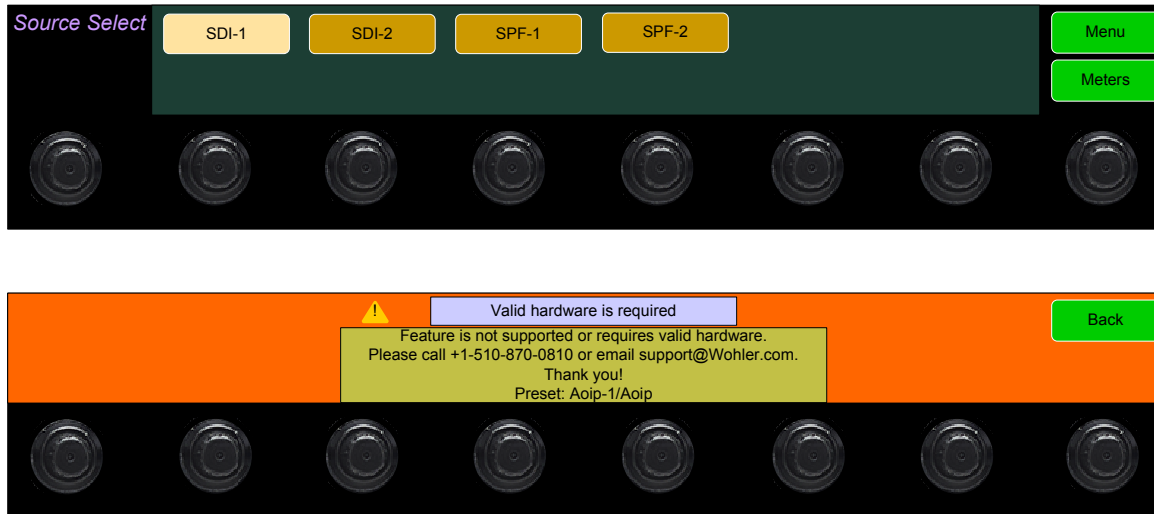 Source Select
SDI-1
SDI-2
SPF-1
SPF-2
Menu
Meters
!
Valid hardware is required
Back
Feature is not supported or requires valid hardware.
Please call +1-510-870-0810 or email support@Wohler.com.
Thank you!
Preset: Aoip-1/Aoip